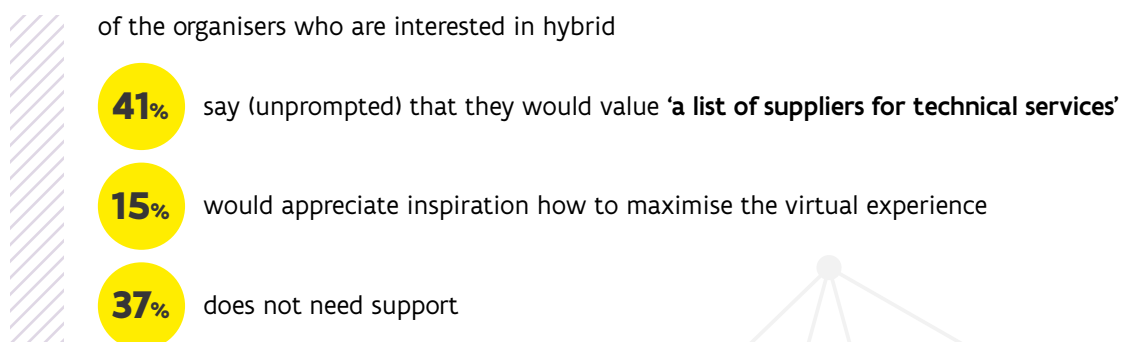 of the organisers who are interested in hybrid
41% say (unprompted) that they would value ‘a list of suppliers for technical services’
15% would appreciate inspiration how to maximise the virtual experience
37% does not need support